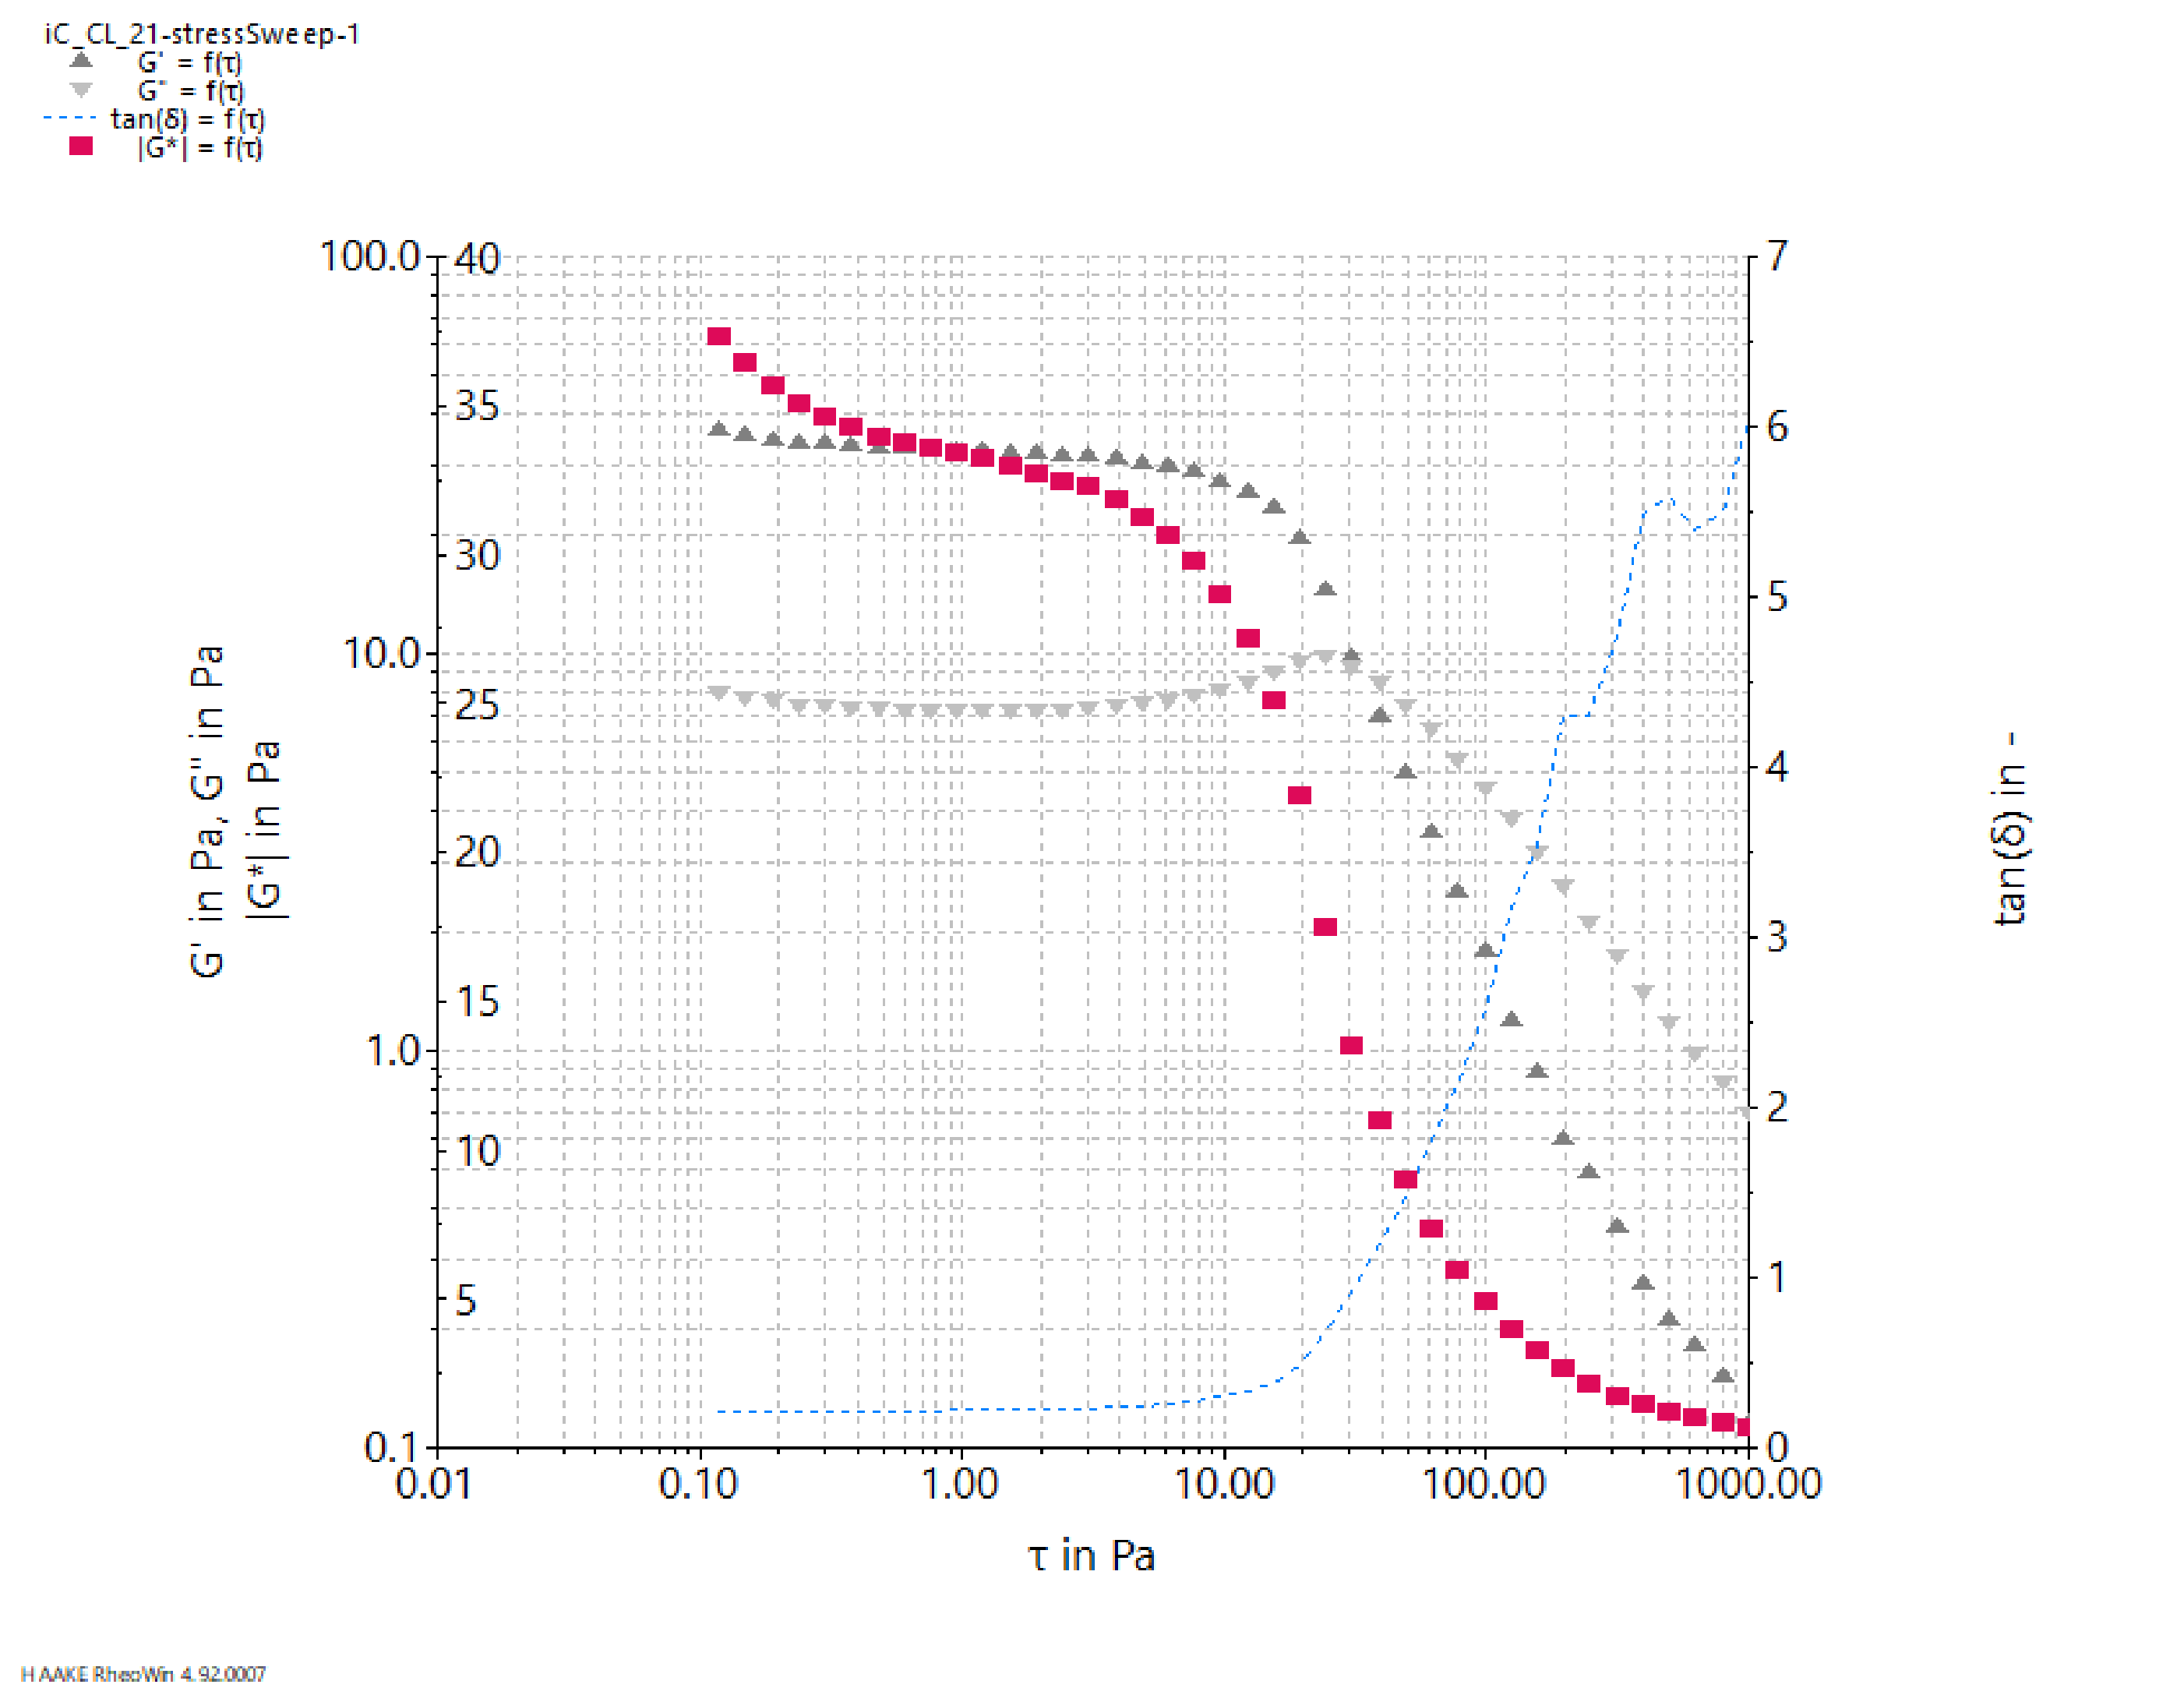 iC_CL_21-stressSweep-1
G' = f(τ)
G" = f(τ)
tan(δ) = f(τ)
|G*| = f(τ)
100.0
10.0
1.0
0.1
40
35
30
25
20
15
10
5
7
6
5
4
3
2
1
0
G' in Pa, G" in Pa
|G*| in Pa
tan(δ) in -
0.01 0.10 1.00 10.00 100.00 1000.00
τ in Pa
HAAKE RheoWin 4.92.0007